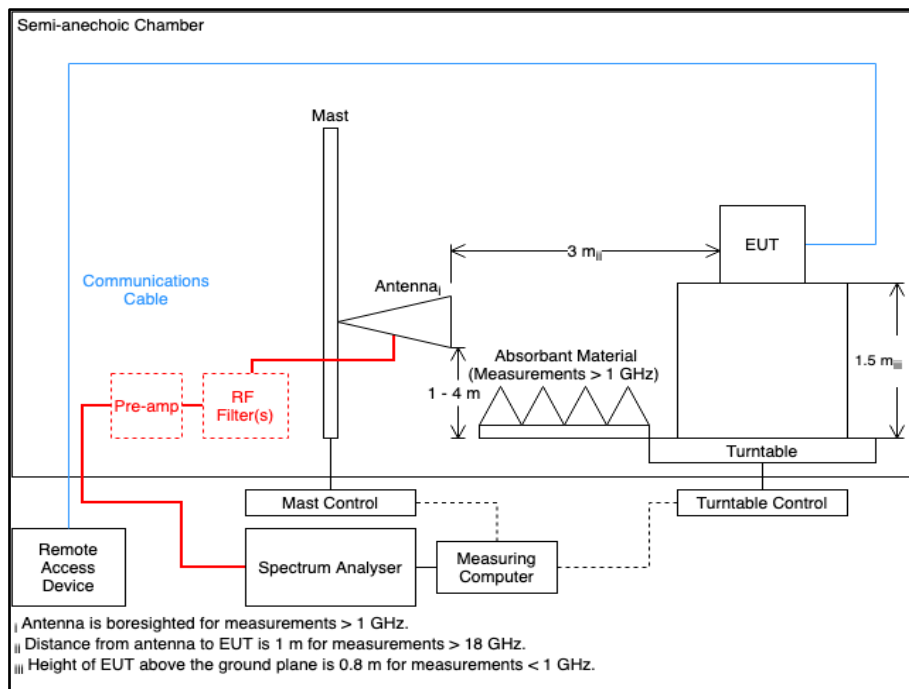 Semi-anechoic Chamber
Mast
EUT
3 mii
Communications
Cable
Antennai
Absorbant Material
(Measurements > 1 GHz)
1.5 miii
1 - 4 m
Pre-amp
RF
Filter(s)
Turntable
Mast Control
Turntable Control
Remote
Access
Device
Spectrum Analyser
Measuring
Computer
i Antenna is boresighted for measurements > 1 GHz.
ii Distance from antenna to EUT is 1 m for measurements > 18 GHz.
iii Height of EUT above the ground plane is 0.8 m for measurements < 1 GHz.